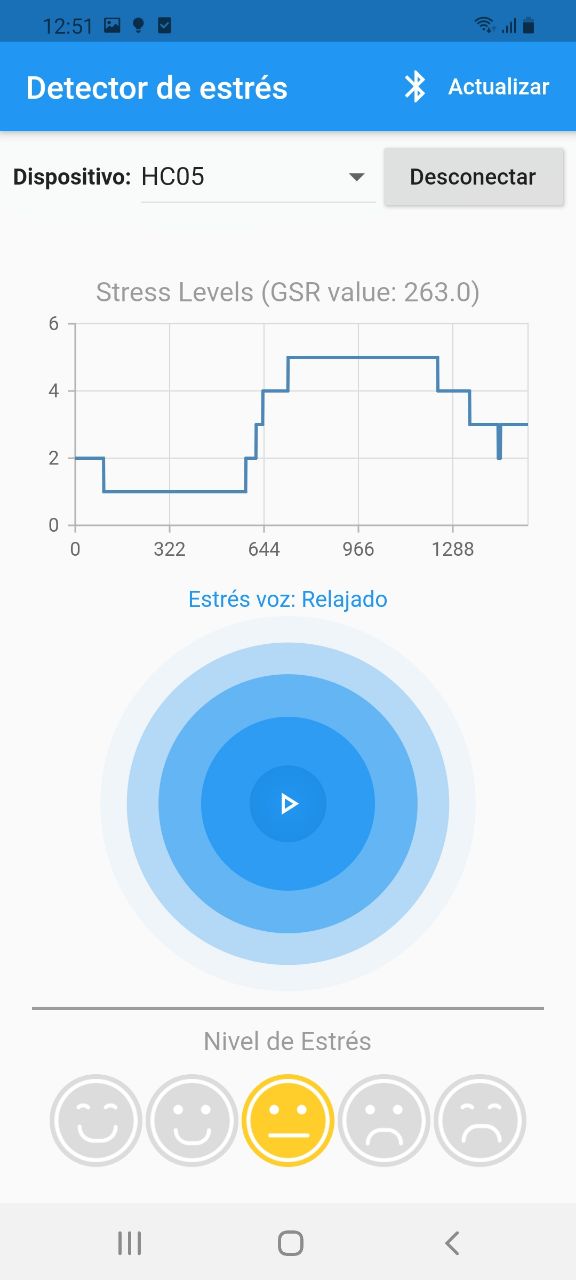 12:51
Detector de estrés
Actualizar
Dispositivo: HC05
Desconectar
Stress Levels (GSR value: 263.0)
6
4
2
0
0 322 644 966 1288
Estrés voz: Relajado
Nivel de Estrés